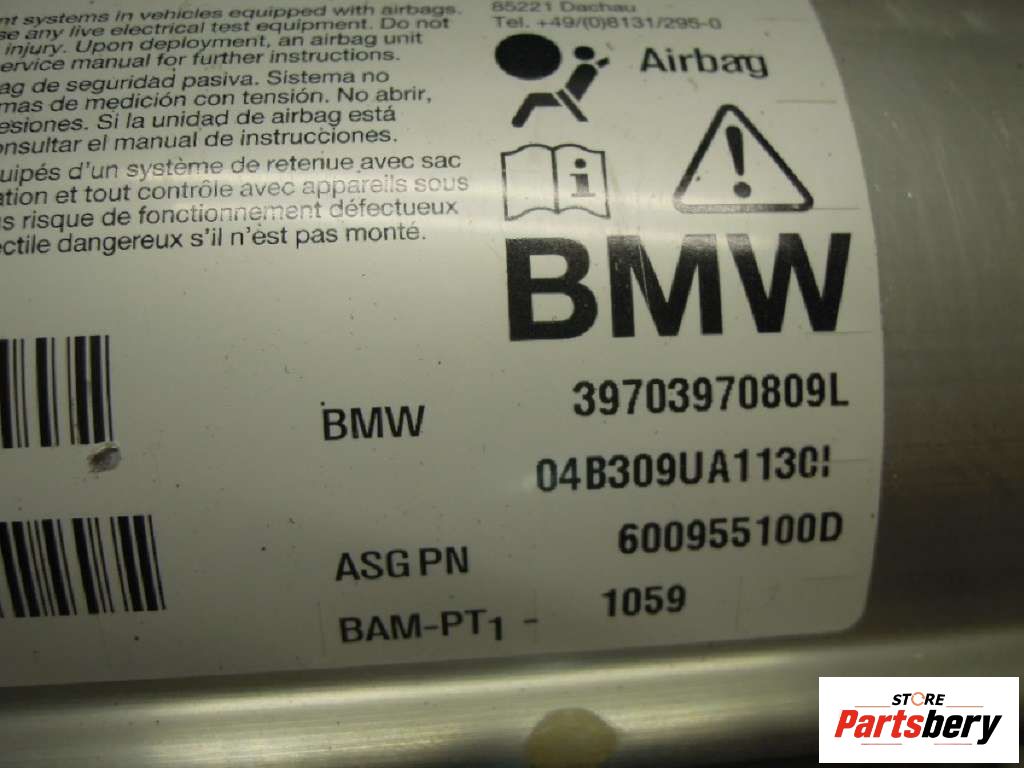 nt systems in vehicles equipped with airbags.
se any live electrical test equipment. Do not
injury. Upon deployment, an airbag unit
ervice manual for further instructions.
ag de seguridad pasiva. Sistema no
mas de medición con tensión. No abrir,
esiones. Si la unidad de airbag está
onsultar el manual de instrucciones.
uipés d'un système de retenue avec sac
ation et tout contrôle avec appareils sous
us risque de fonctionnement défectueux
ectile dangereux s'il n'est pas monté.
85221 Dachau
Tel. +49/(0)8131/295-0
Airbag
i
!
BMW
BMW 39703970809L
04B309UA113C!
ASG PN 600955100D
BAM-PT1 - 1059
STORE
Partsbery